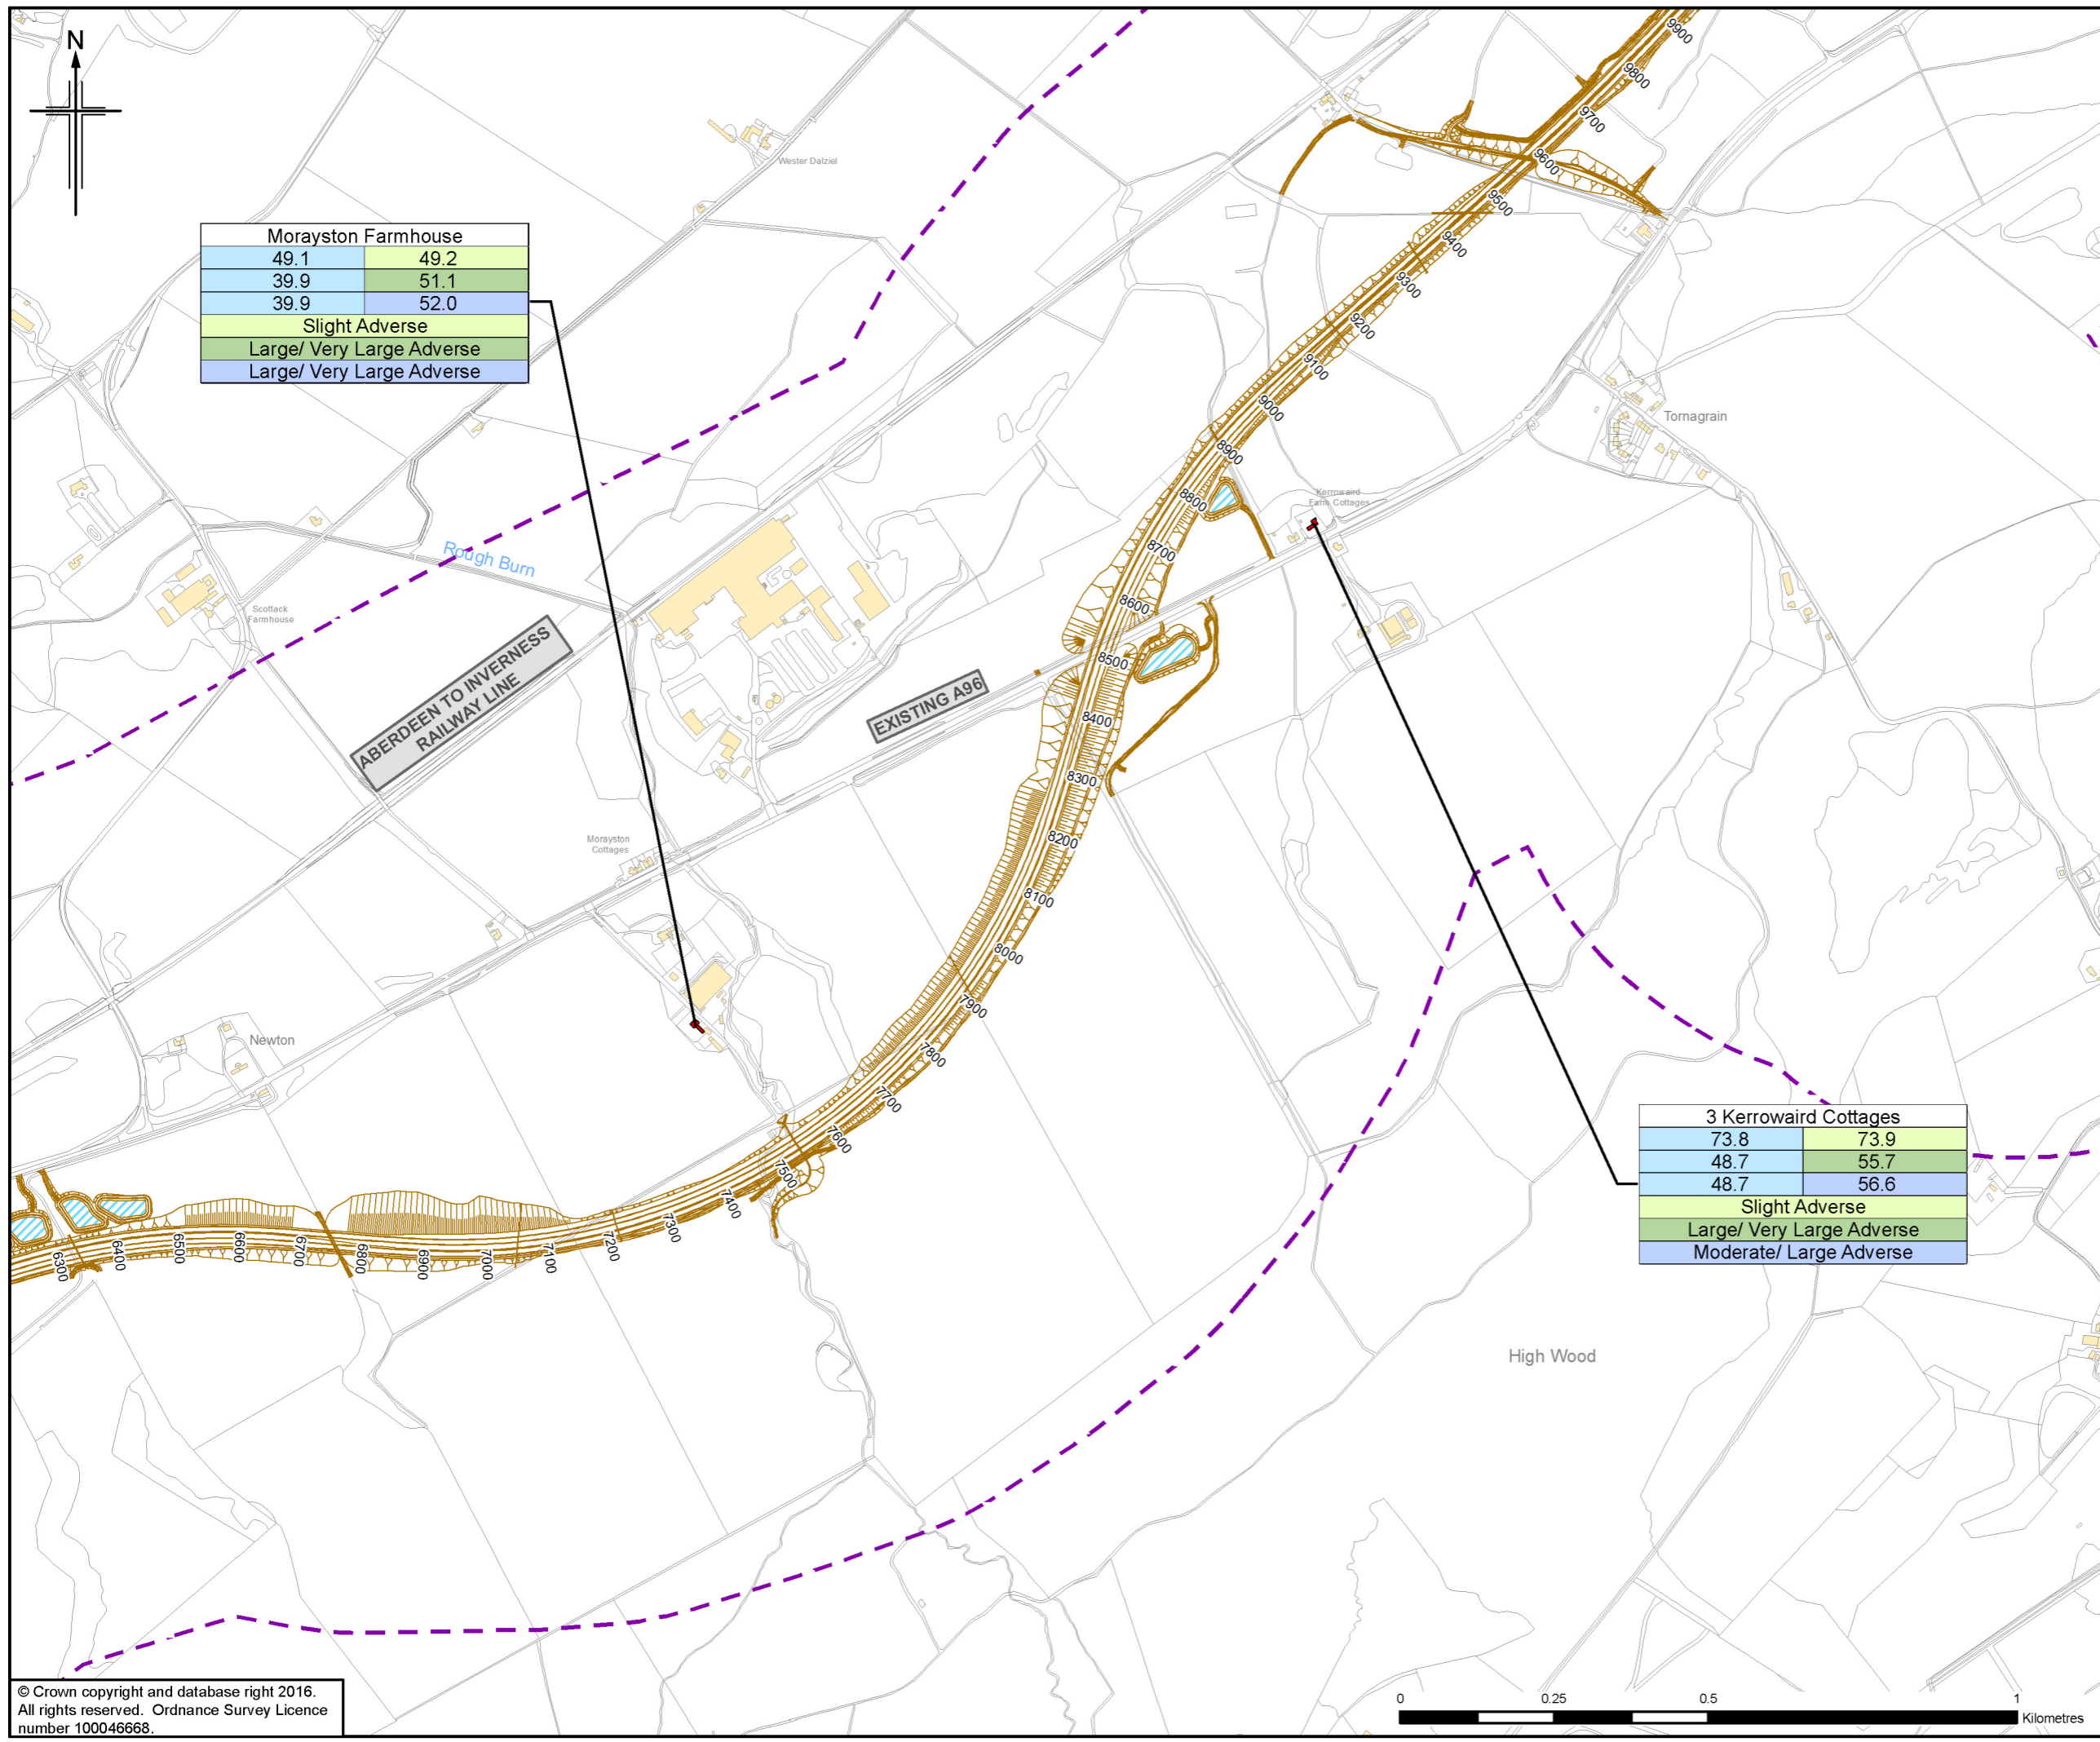 N
Wester Dalziel
Morayston Farmhouse
49.1 49.2
39.9 51.1
39.9 52.0
Slight Adverse
Large/ Very Large Adverse
Large/ Very Large Adverse
9900
9800
9700
9600
9500
9400
9300
9200
9100
9000
8900
8800
8700
8600
8500
8400
8300
8200
8100
8000
7900
7800
7700
7600
7500
7400
7300
7200
7100
7000
6900
6800
6700
6600
6500
6400
6300
Tornagrain
Kerrowaird
Farm Cottages
Rough Burn
Scottack
Farmhouse
ABERDEEN TO INVERNESS
RAILWAY LINE
EXISTING A96
Morayston
Cottages
Newton
3 Kerrowaird Cottages
73.8 73.9
48.7 55.7
48.7 56.6
Slight Adverse
Large/ Very Large Adverse
Moderate/ Large Adverse
High Wood
© Crown copyright and database right 2016.
All rights reserved. Ordnance Survey Licence
number 100046668.
0 0.25 0.5 1
Kilometres